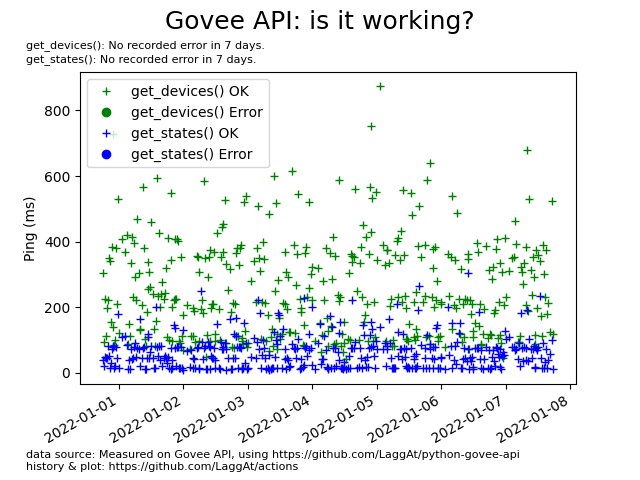 Govee API: is it working?
get_devices(): No recorded error in 7 days.
get_states(): No recorded error in 7 days.
get_devices() OK
get_devices() Error
get_states() OK
get_states() Error
Ping (ms)
800
600
400
200
0
2022-01-01
2022-01-02
2022-01-03
2022-01-04
2022-01-05
2022-01-06
2022-01-07
2022-01-08
data source: Measured on Govee API, using https://github.com/LaggAt/python-govee-api
history & plot: https://github.com/LaggAt/actions